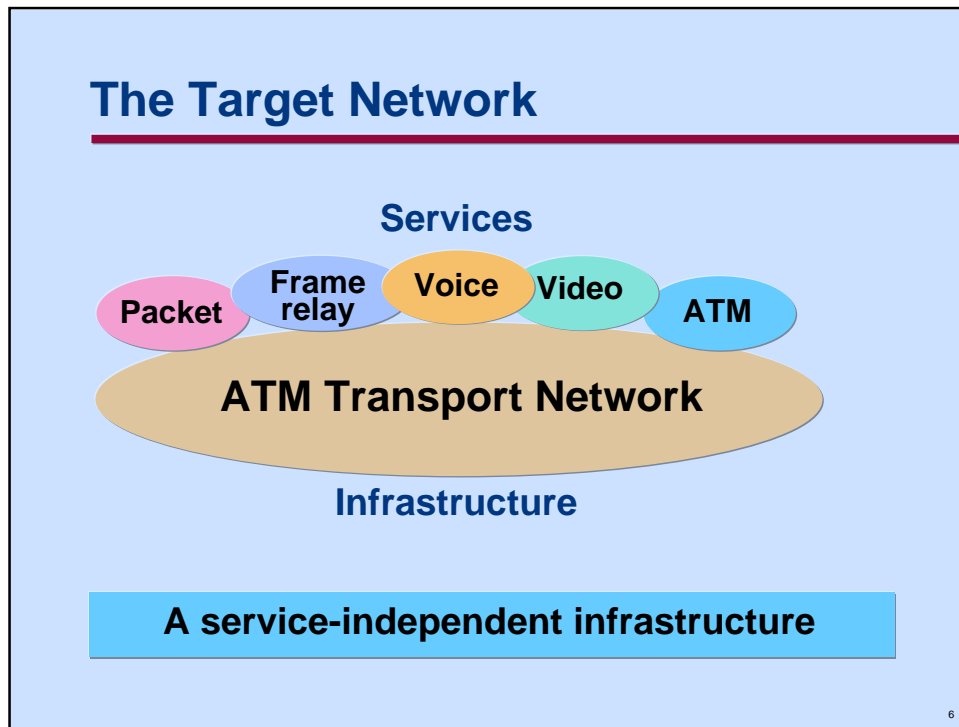 The Target Network
Services
Packet
Frame
relay
Voice
Video
ATM
ATM Transport Network
Infrastructure
A service-independent infrastructure
6